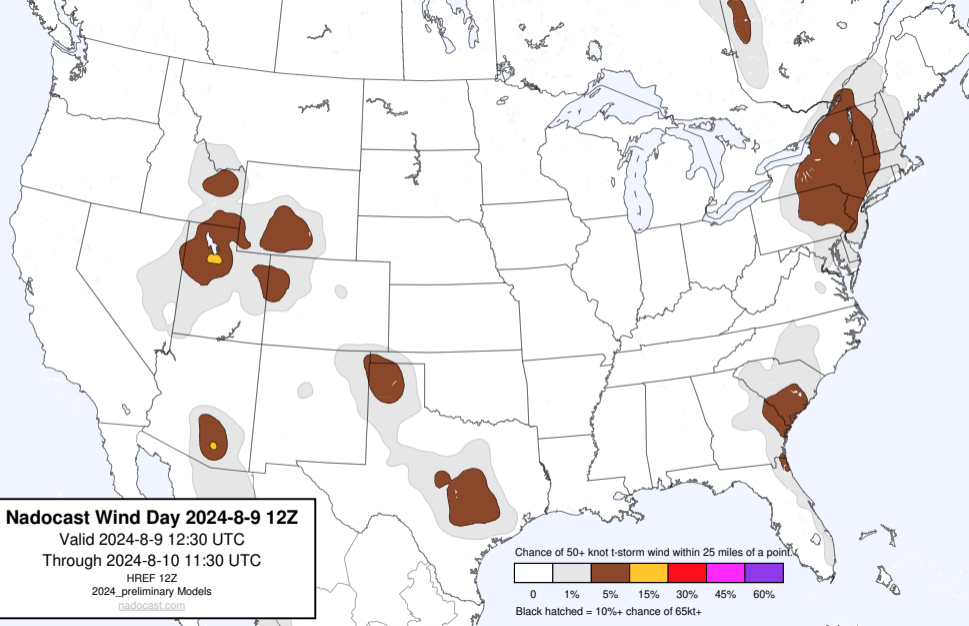 Nadocast Wind Day 2024-8-9 12Z
Valid 2024-8-9 12:30 UTC
Through 2024-8-10 11:30 UTC
HREF 12Z
2024_preliminary Models
nadocast.com
Chance of 50+ knot t-storm wind within 25 miles of a point.
0 1% 5% 15% 30% 45% 60%
Black hatched = 10%+ chance of 65kt+